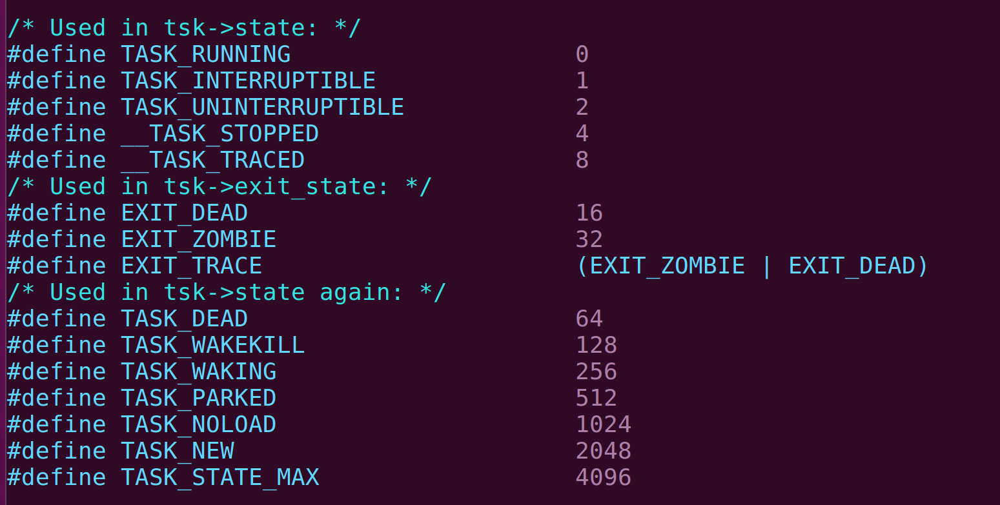 /* Used in tsk->state: */
#define TASK_RUNNING                    0
#define TASK_INTERRUPTIBLE              1
#define TASK_UNINTERRUPTIBLE            2
#define __TASK_STOPPED                  4
#define __TASK_TRACED                   8
/* Used in tsk->exit_state: */
#define EXIT_DEAD                       16
#define EXIT_ZOMBIE                     32
#define EXIT_TRACE                      (EXIT_ZOMBIE | EXIT_DEAD)
/* Used in tsk->state again: */
#define TASK_DEAD                       64
#define TASK_WAKEKILL                   128
#define TASK_WAKING                     256
#define TASK_PARKED                     512
#define TASK_NOLOAD                     1024
#define TASK_NEW                        2048
#define TASK_STATE_MAX                  4096